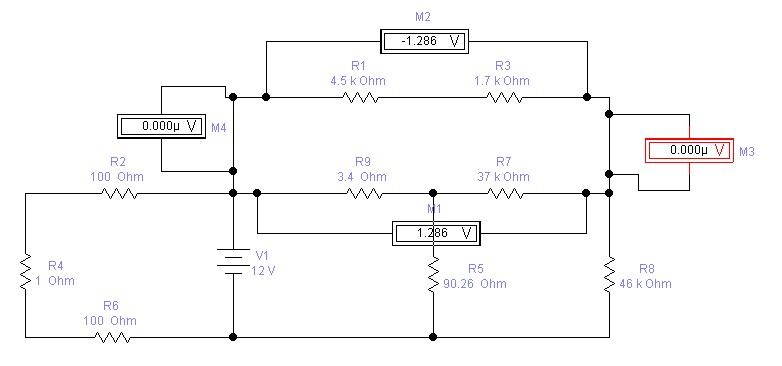 M2
-1.286 V
R1
4.5 k Ohm
R3
1.7 k Ohm
0.000µ V
M4
0.000µ V
M3
R2
100 Ohm
R9
3.4 Ohm
R7
37 k Ohm
M1
1.286 V
V1
12 V
R4
1 Ohm
R5
90.26 Ohm
R8
46 k Ohm
R6
100 Ohm